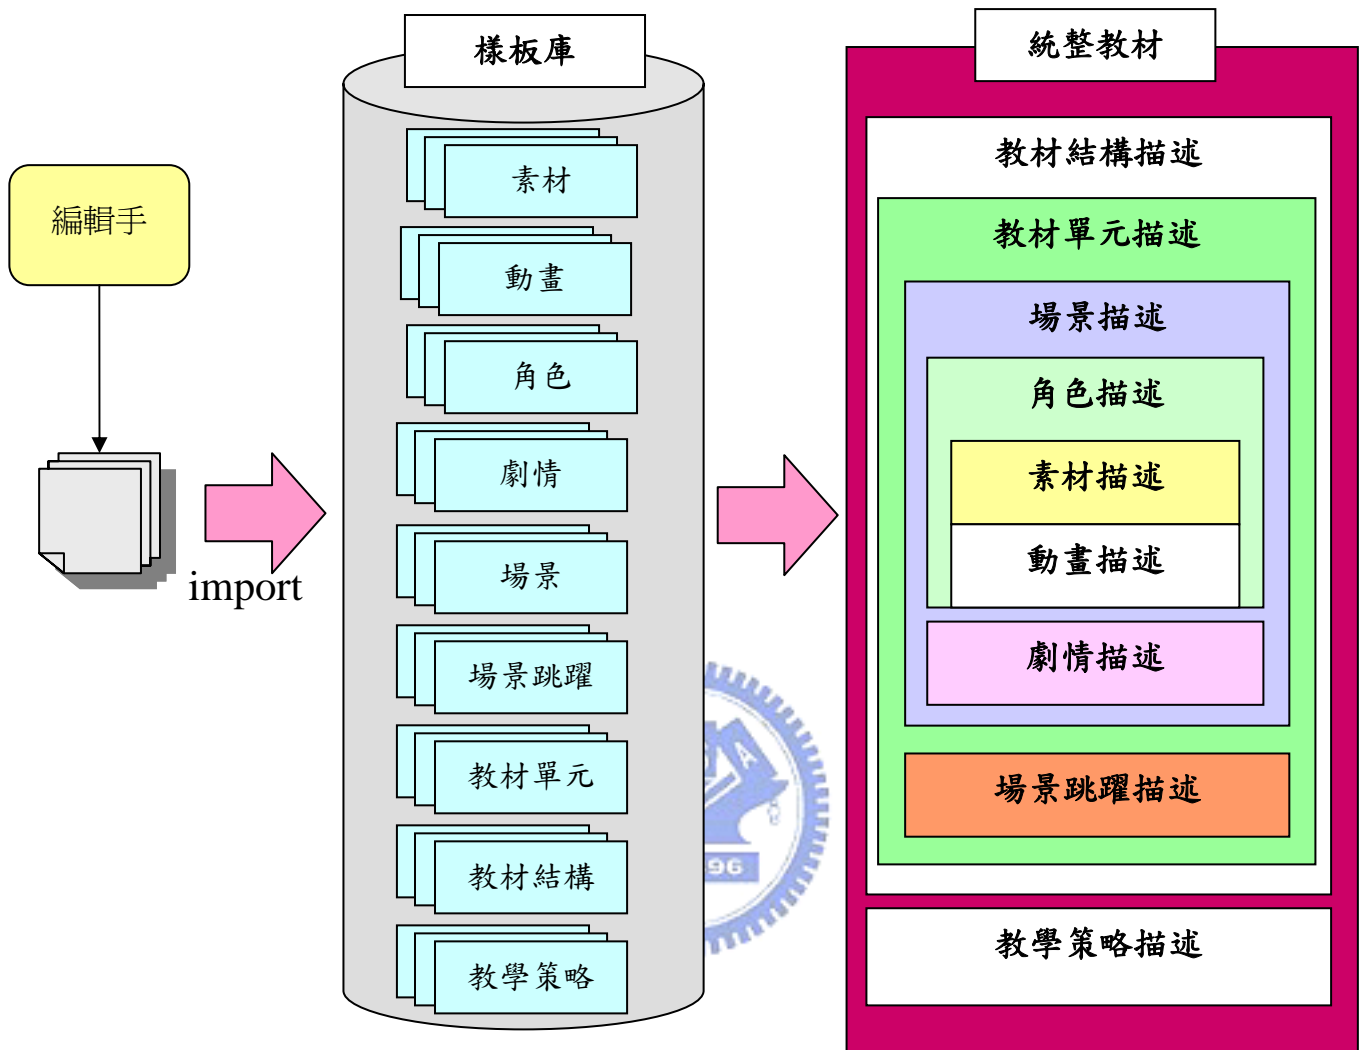 編輯手
import
樣板庫
素材
動畫
角色
劇情
場景
場景跳躍
教材單元
教材結構
教學策略
統整教材
教材結構描述
教材單元描述
場景描述
角色描述
素材描述
動畫描述
劇情描述
場景跳躍描述
教學策略描述
A
96